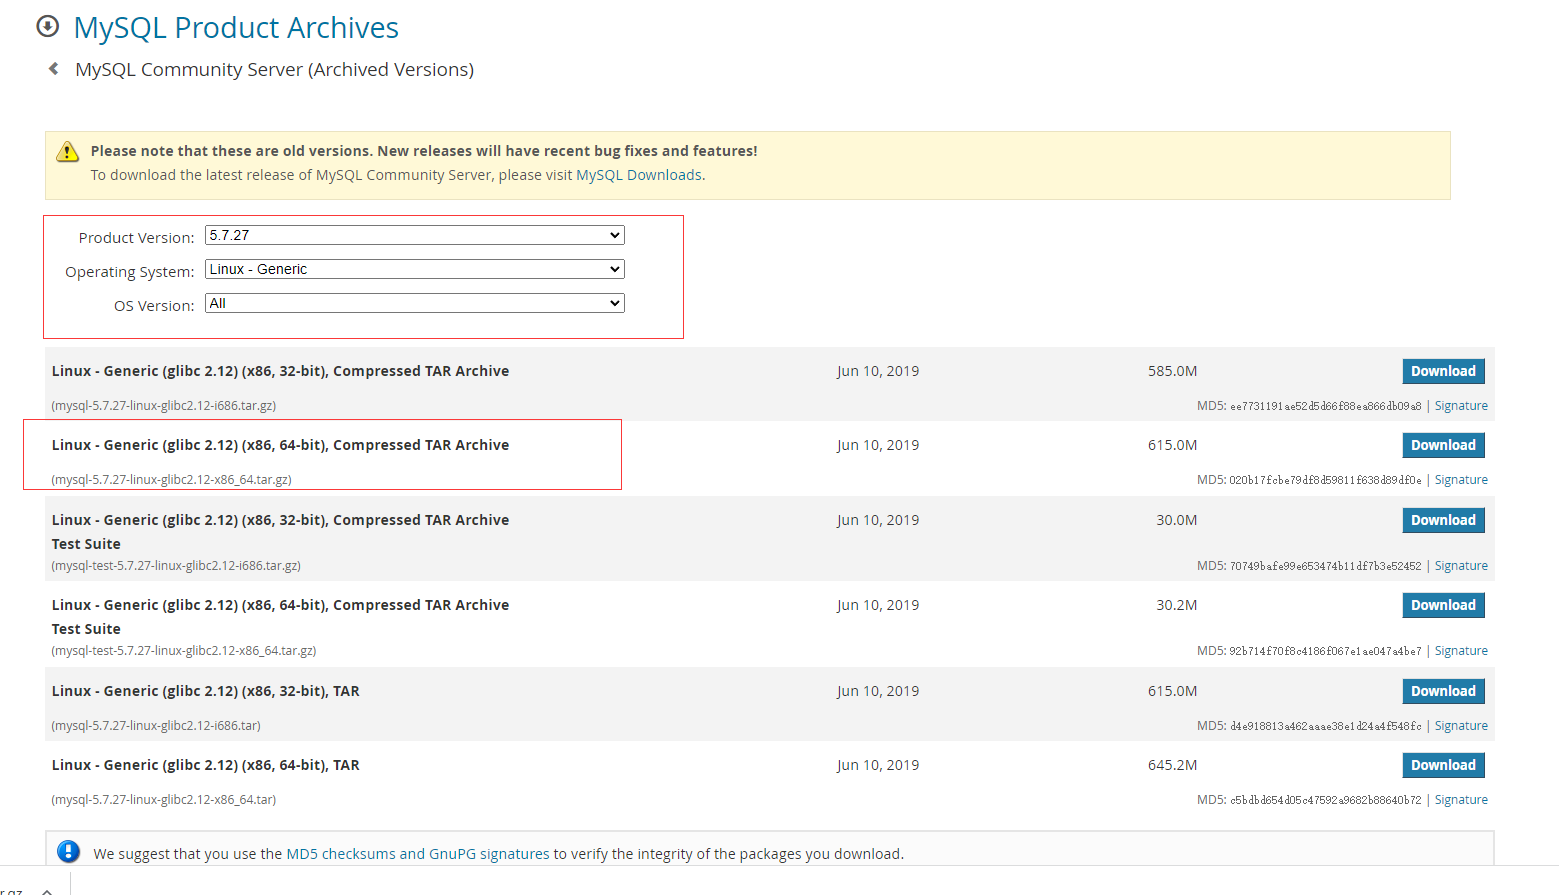 MySQL Product Archives
MySQL Community Server (Archived Versions)
Please note that these are old versions. New releases will have recent bug fixes and features!
To download the latest release of MySQL Community Server, please visit MySQL Downloads.
Product Version: 5.7.27
Operating System: Linux - Generic
OS Version: All
Linux - Generic (glibc 2.12) (x86, 32-bit), Compressed TAR Archive Jun 10, 2019 585.0M Download
(mysql-5.7.27-linux-glibc2.12-i686.tar.gz) MD5: ee7731191ae52d5d66f88ea866db09a8 | Signature
Linux - Generic (glibc 2.12) (x86, 64-bit), Compressed TAR Archive Jun 10, 2019 615.0M Download
(mysql-5.7.27-linux-glibc2.12-x86_64.tar.gz) MD5: 020b17fcbe79df8d59811f638d89df0e | Signature
Linux - Generic (glibc 2.12) (x86, 32-bit), Compressed TAR Archive Jun 10, 2019 30.0M Download
Test Suite
(mysql-test-5.7.27-linux-glibc2.12-i686.tar.gz) MD5: 70749bafe99e653474b11df7b3e52452 | Signature
Linux - Generic (glibc 2.12) (x86, 64-bit), Compressed TAR Archive Jun 10, 2019 30.2M Download
Test Suite
(mysql-test-5.7.27-linux-glibc2.12-x86_64.tar.gz) MD5: 92b714f70f8c4186f067e1ae047a4be7 | Signature
Linux - Generic (glibc 2.12) (x86, 32-bit), TAR Jun 10, 2019 615.0M Download
(mysql-5.7.27-linux-glibc2.12-i686.tar) MD5: d4e918813a462aaae38e1d24a4f548fc | Signature
Linux - Generic (glibc 2.12) (x86, 64-bit), TAR Jun 10, 2019 645.2M Download
(mysql-5.7.27-linux-glibc2.12-x86_64.tar) MD5: c5bdbd654d05c47592a9682b88640b72 | Signature
We suggest that you use the MD5 checksums and GnuPG signatures to verify the integrity of the packages you download.